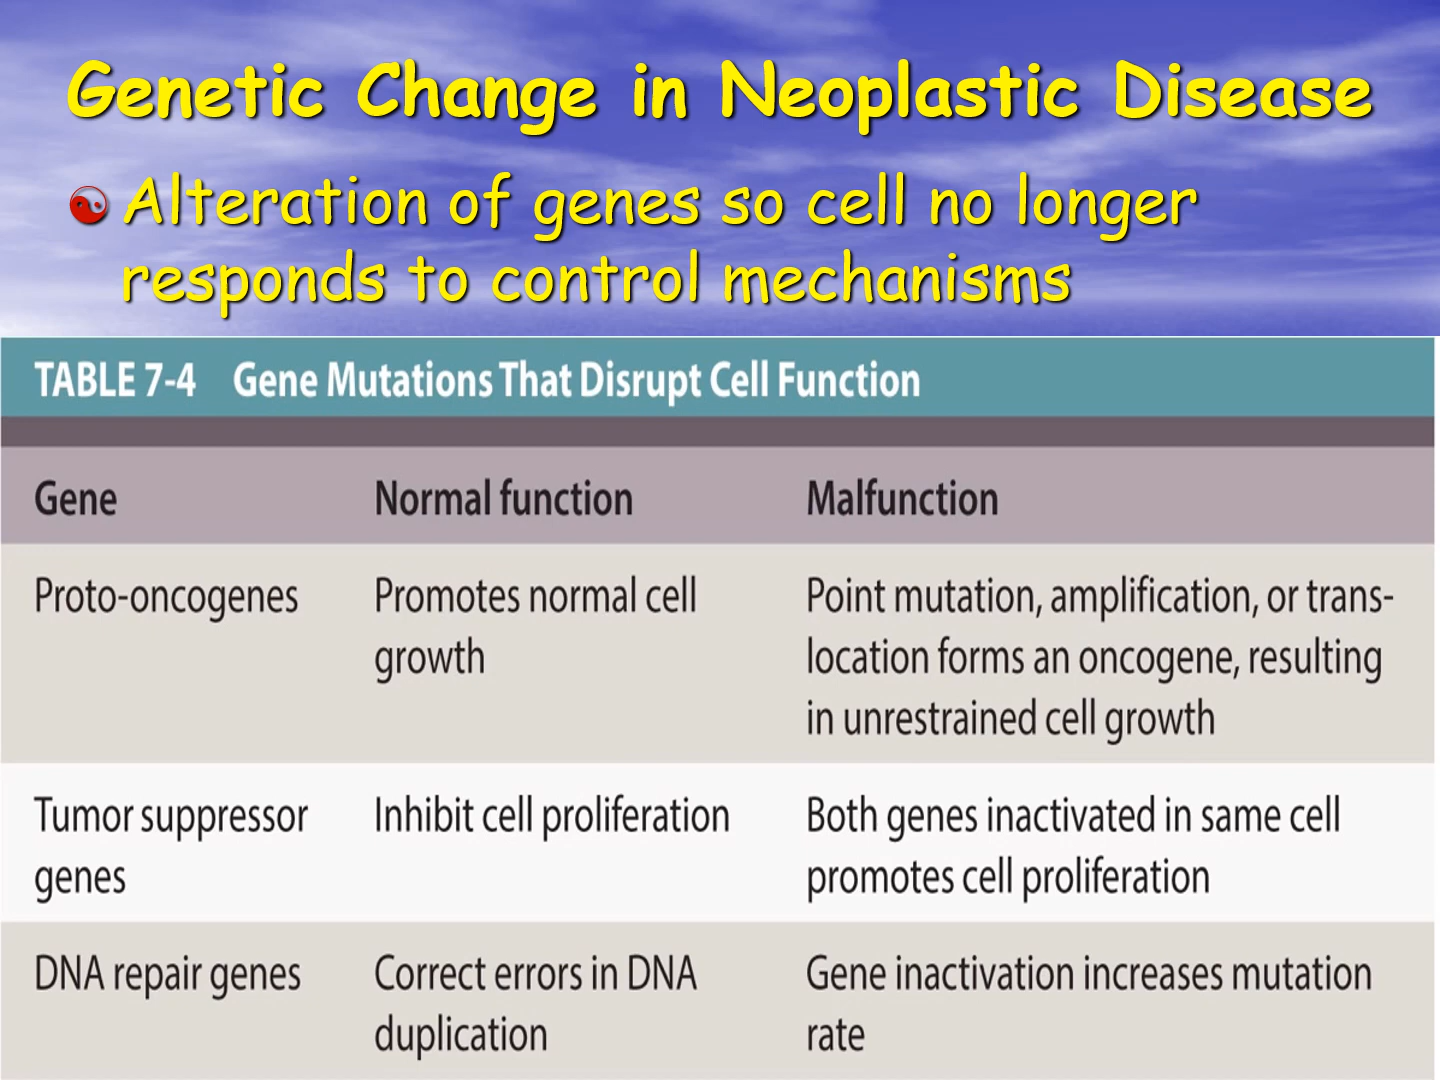 Genetic Change in Neoplastic Disease
Alteration of genes so cell no longer
responds to control mechanisms
TABLE 7-4 Gene Mutations That Disrupt Cell Function
Gene Normal function Malfunction
Proto-oncogenes Promotes normal cell Point mutation, amplification, or trans-
growth location forms an oncogene, resulting
in unrestrained cell growth
Tumor suppressor Inhibit cell proliferation Both genes inactivated in same cell
genes promotes cell proliferation
DNA repair genes Correct errors in DNA Gene inactivation increases mutation
duplication rate